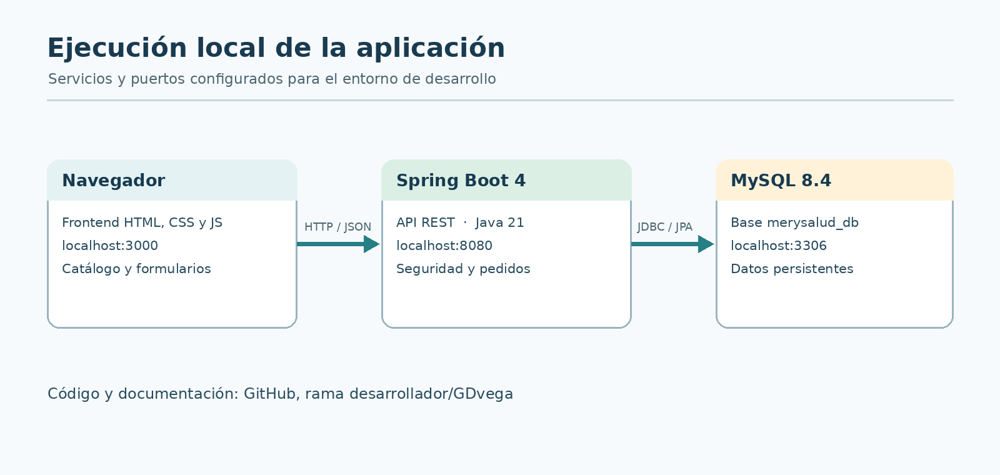 Ejecución local de la aplicación
Servicios y puertos configurados para el entorno de desarrollo
Navegador
Frontend HTML, CSS y JS
localhost:3000
Catálogo y formularios
HTTP / JSON
Spring Boot 4
API REST · Java 21
localhost:8080
Seguridad y pedidos
JDBC / JPA
MySQL 8.4
Base merysalud_db
localhost:3306
Datos persistentes
Código y documentación: GitHub, rama desarrollador/GDvega